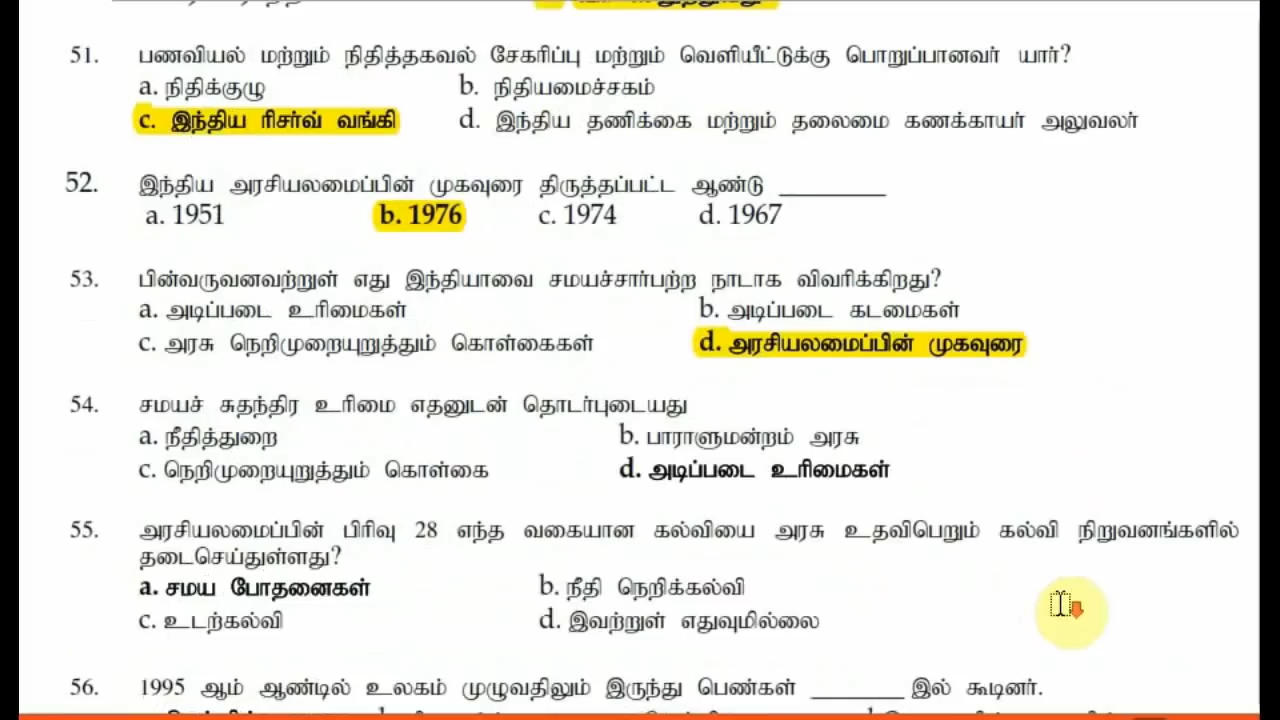 51. பணவியல் மற்றும் நிதித்தகவல் சேகரிப்பு மற்றும் வெளியீட்டுக்கு பொறுப்பானவர் யார்?
a. நிதிக்குழு b. நிதியமைச்சகம்
c. இந்திய ரிசர்வ் வங்கி d. இந்திய தணிக்கை மற்றும் தலைமை கணக்காயர் அலுவலர்
52. இந்திய அரசியலமைப்பின் முகவுரை திருத்தப்பட்ட ஆண்டு ________
a. 1951 b. 1976 c. 1974 d. 1967
53. பின்வருவனவற்றுள் எது இந்தியாவை சமயச்சார்பற்ற நாடாக விவரிக்கிறது?
a. அடிப்படை உரிமைகள் b. அடிப்படை கடமைகள்
c. அரசு நெறிமுறையுறுத்தும் கொள்கைகள் d. அரசியலமைப்பின் முகவுரை
54. சமயச் சுதந்திர உரிமை எதனுடன் தொடர்புடையது
a. நீதித்துறை b. பாராளுமன்றம் அரசு
c. நெறிமுறையுறுத்தும் கொள்கை d. அடிப்படை உரிமைகள்
55. அரசியலமைப்பின் பிரிவு 28 எந்த வகையான கல்வியை அரசு உதவிபெறும் கல்வி நிறுவனங்களில்
தடைசெய்துள்ளது?
a. சமய போதனைகள் b. நீதி நெறிக்கல்வி
c. உடற்கல்வி d. இவற்றுள் எதுவுமில்லை
56. 1995 ஆம் ஆண்டில் உலகம் முழுவதிலும் இருந்து பெண்கள் _______ இல் கூடினர்.